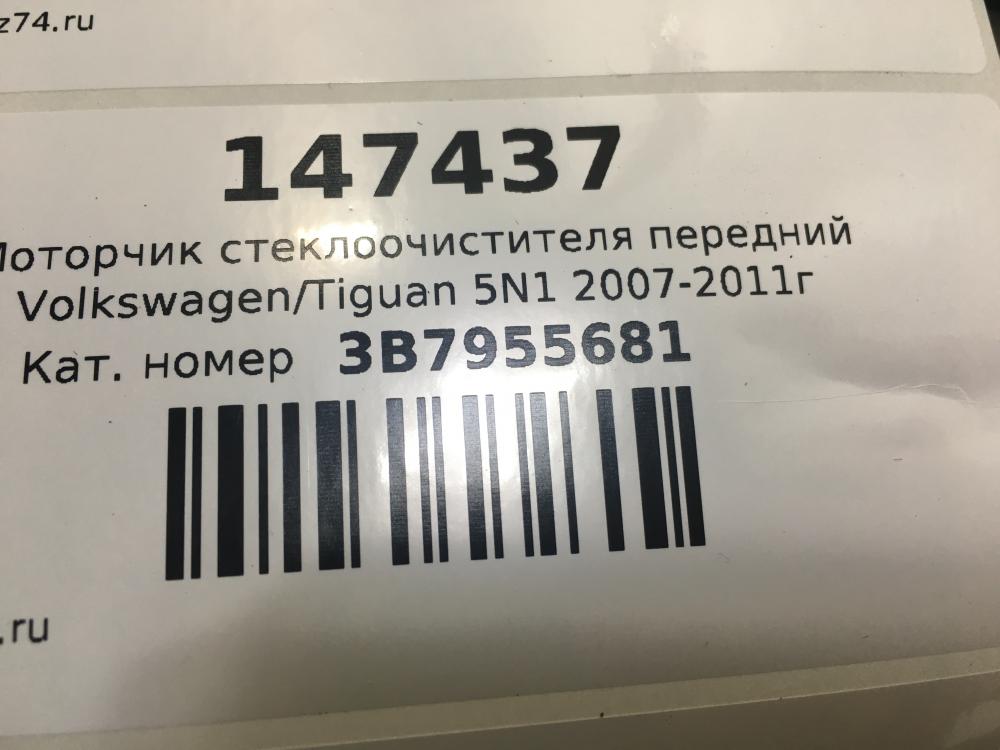 z74.ru
147437
Моторчик стеклоочистителя передний
Volkswagen/Tiguan 5N1 2007-2011г
Кат. номер 3B7955681
.ru